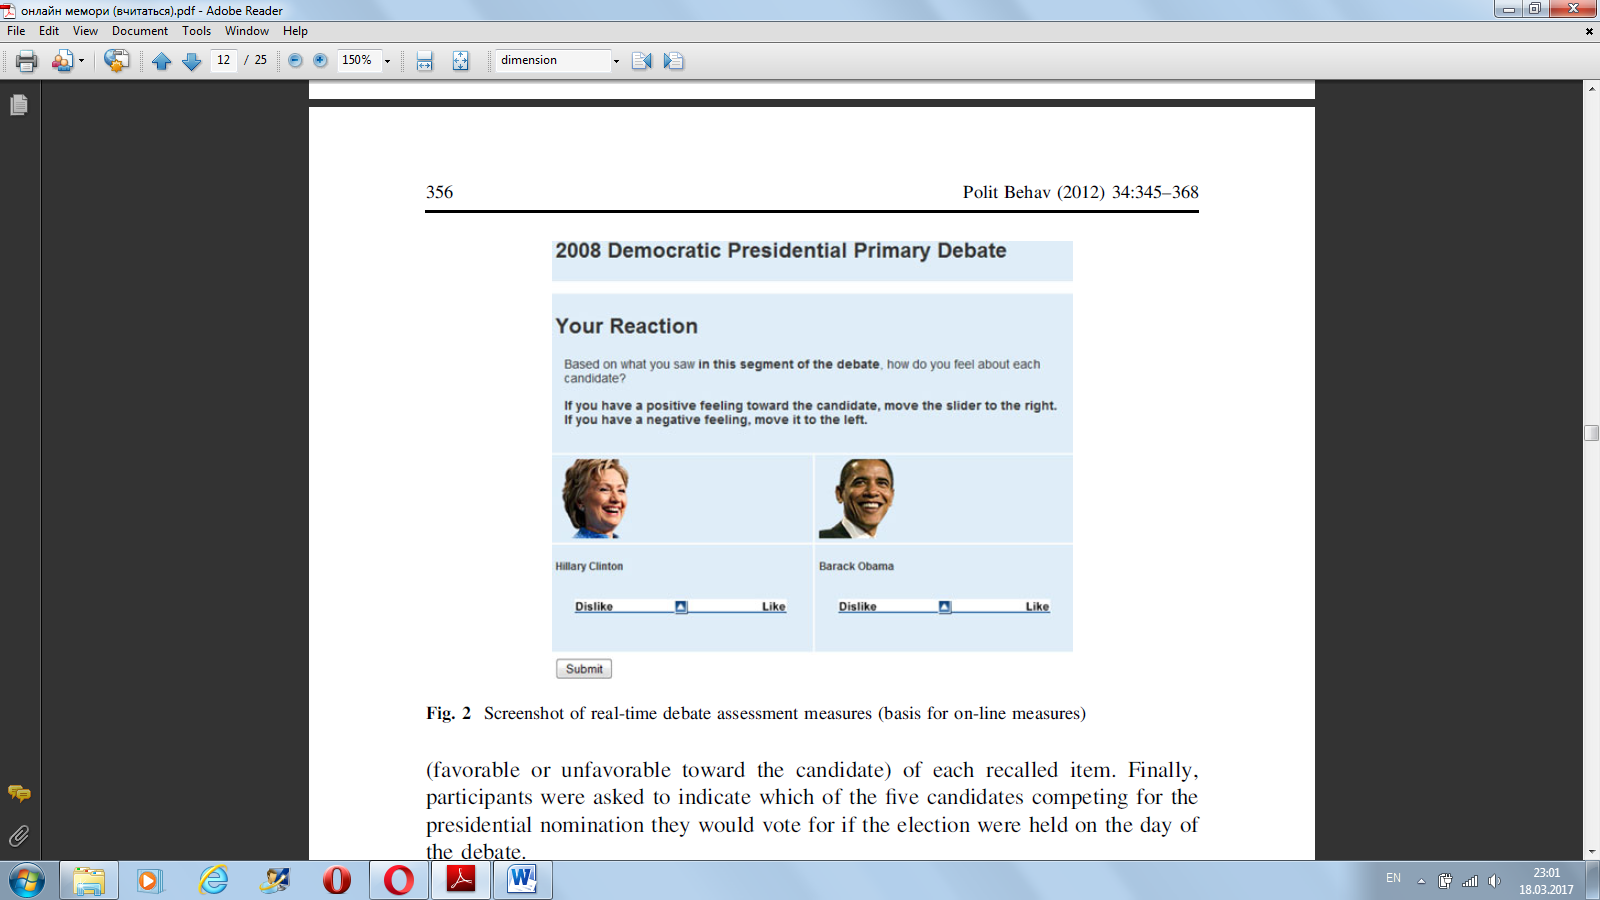 онлайн мемори (вчитаться).pdf - Adobe Reader
File Edit View Document Tools Window Help
12 / 25 150% dimension
356 Polit Behav (2012) 34:345–368
2008 Democratic Presidential Primary Debate
Your Reaction
Based on what you saw in this segment of the debate, how do you feel about each
candidate?
If you have a positive feeling toward the candidate, move the slider to the right.
If you have a negative feeling, move it to the left.
Hillary Clinton Barack Obama
Dislike Like Dislike Like
Submit
Fig. 2 Screenshot of real-time debate assessment measures (basis for on-line measures)
(favorable or unfavorable toward the candidate) of each recalled item. Finally,
participants were asked to indicate which of the five candidates competing for the
presidential nomination they would vote for if the election were held on the day of
the debate.
EN 23:01
18.03.2017